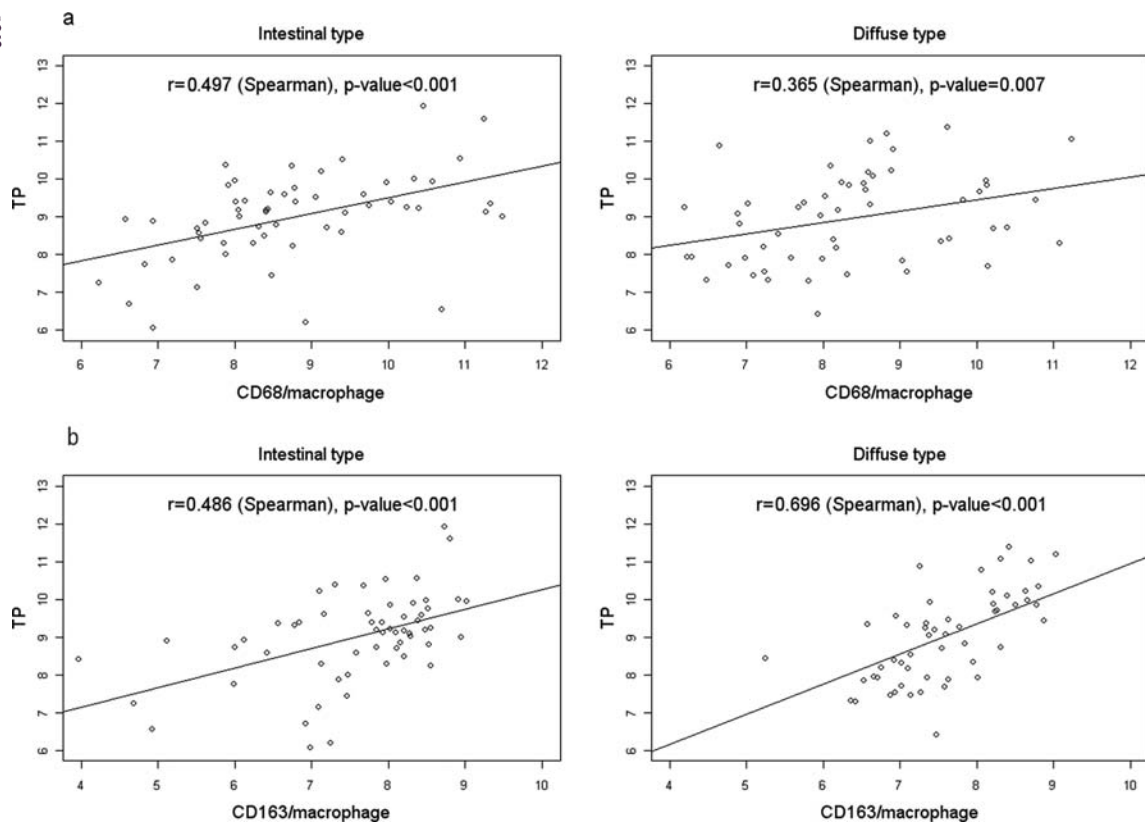 a
Intestinal type
r=0.497 (Spearman), p-value<0.001
13
12
11
10
9
8
7
6
TP
6 7 8 9 10 11 12
CD68/macrophage
Diffuse type
r=0.365 (Spearman), p-value=0.007
13
12
11
10
9
8
7
6
TP
6 7 8 9 10 11 12
CD68/macrophage
b
Intestinal type
r=0.486 (Spearman), p-value<0.001
13
12
11
10
9
8
7
6
TP
4 5 6 7 8 9 10
CD163/macrophage
Diffuse type
r=0.696 (Spearman), p-value<0.001
13
12
11
10
9
8
7
6
TP
4 5 6 7 8 9 10
CD163/macrophage